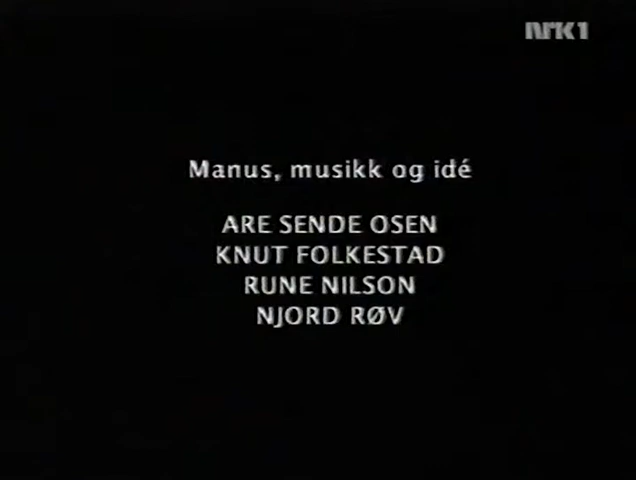 NRK1
Manus, musikk og idé
ARE SENDE OSEN
KNUT FOLKESTAD
RUNE NILSON
NJORD RØV